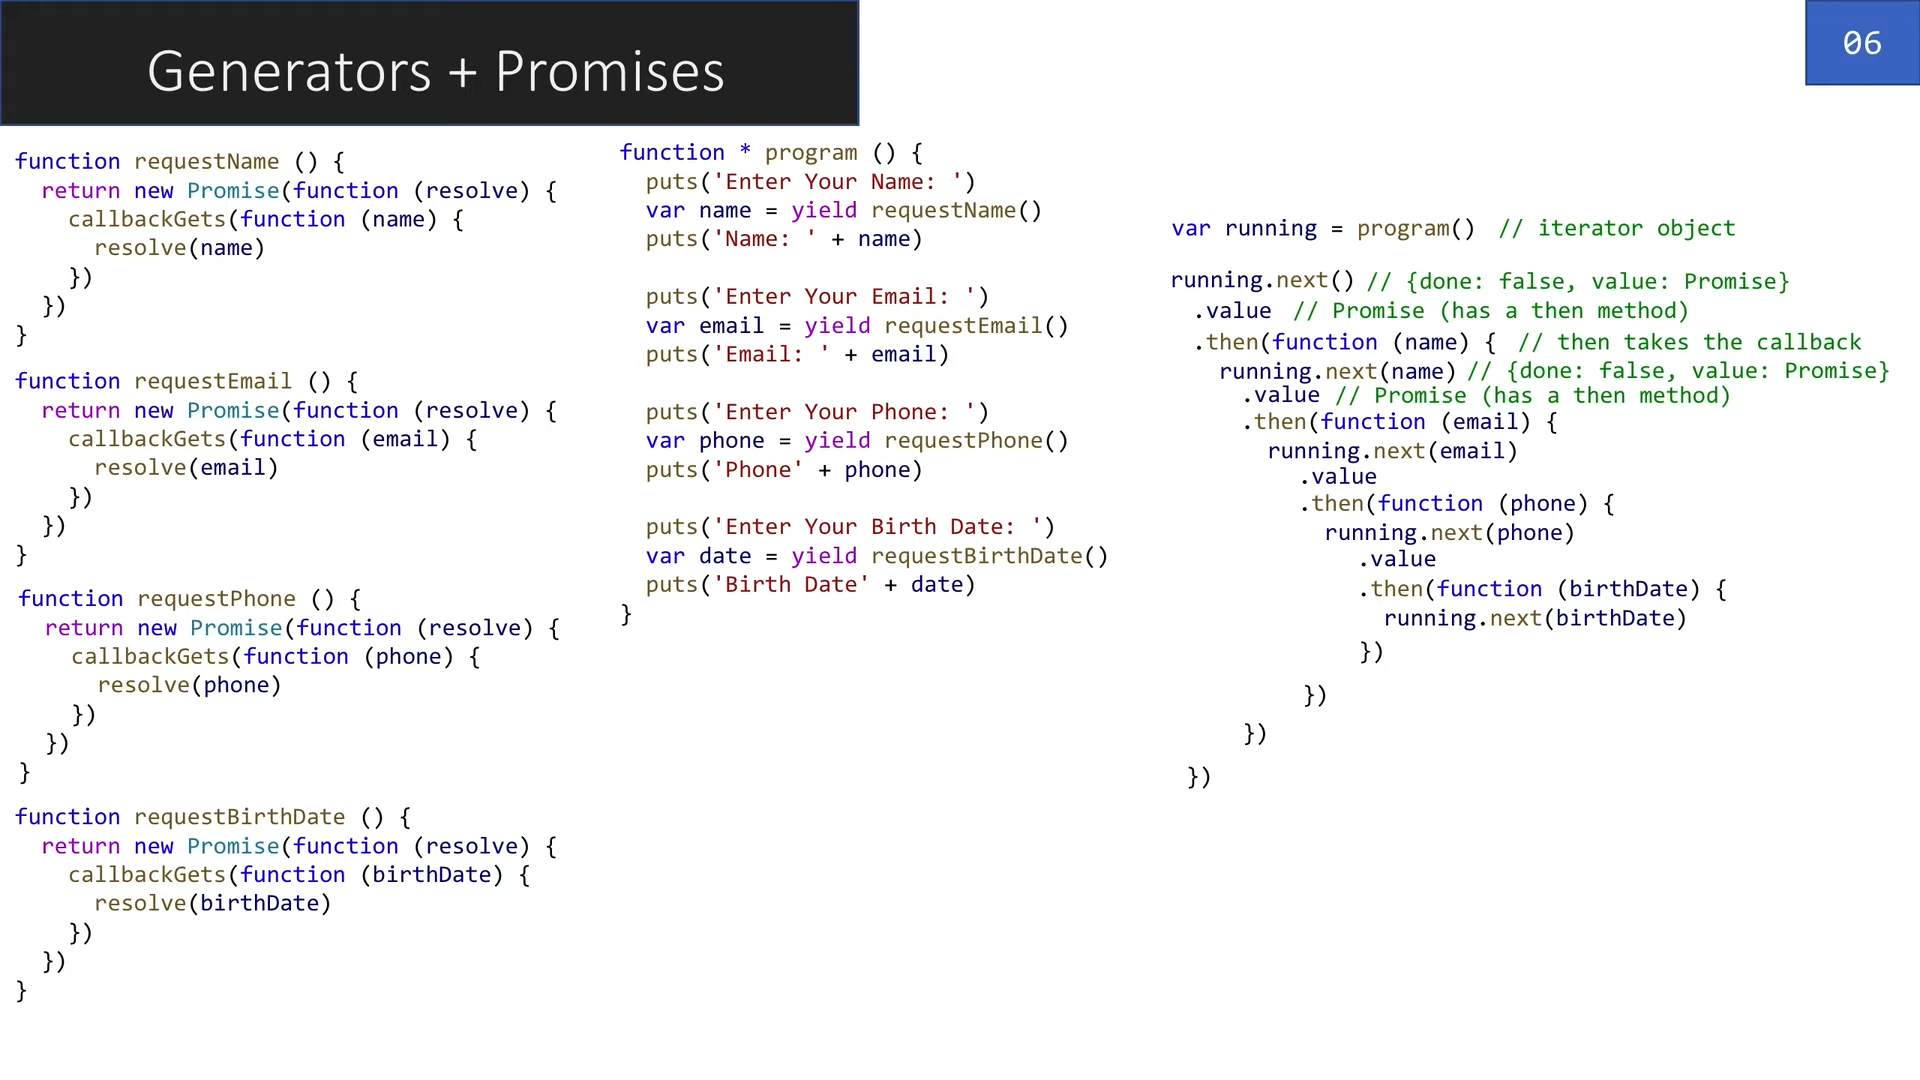 Generators + Promises
06
function requestName () {
  return new Promise(function (resolve) {
    callbackGets(function (name) {
      resolve(name)
    })
  })
}
function requestEmail () {
  return new Promise(function (resolve) {
    callbackGets(function (email) {
      resolve(email)
    })
  })
}
function requestPhone () {
  return new Promise(function (resolve) {
    callbackGets(function (phone) {
      resolve(phone)
    })
  })
}
function requestBirthDate () {
  return new Promise(function (resolve) {
    callbackGets(function (birthDate) {
      resolve(birthDate)
    })
  })
}
function * program () {
  puts('Enter Your Name: ')
  var name = yield requestName()
  puts('Name: ' + name)
  puts('Enter Your Email: ')
  var email = yield requestEmail()
  puts('Email: ' + email)
  puts('Enter Your Phone: ')
  var phone = yield requestPhone()
  puts('Phone' + phone)
  puts('Enter Your Birth Date: ')
  var date = yield requestBirthDate()
  puts('Birth Date' + date)
}
var running = program() // iterator object
running.next() // {done: false, value: Promise}
  .value // Promise (has a then method)
  .then(function (name) { // then takes the callback
    running.next(name) // {done: false, value: Promise}
      .value // Promise (has a then method)
      .then(function (email) {
        running.next(email)
          .value
          .then(function (phone) {
            running.next(phone)
              .value
              .then(function (birthDate) {
                running.next(birthDate)
              })
          })
      })
  })